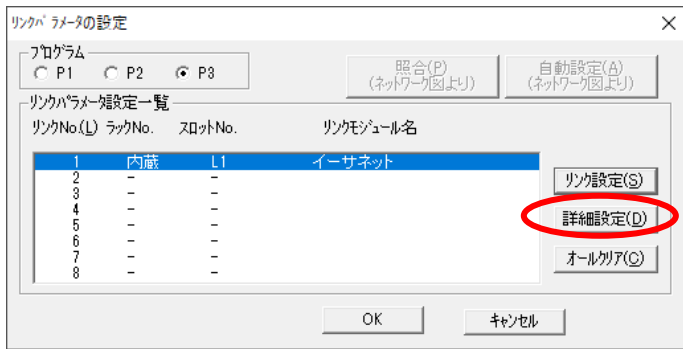 リンクパラメータの設定
プログラム
P1 P2 P3
照合(P)
(ネットワーク図より)
自動設定(A)
(ネットワーク図より)
リンクパラメータ設定一覧
リンクNo.(L) ラックNo. スロットNo. リンクモジュール名
1 内蔵 L1 イーサネット
2 - -
3 - -
4 - -
5 - -
6 - -
7 - -
8 - -
リンク設定(S)
詳細設定(D)
オールクリア(C)
OK キャンセル